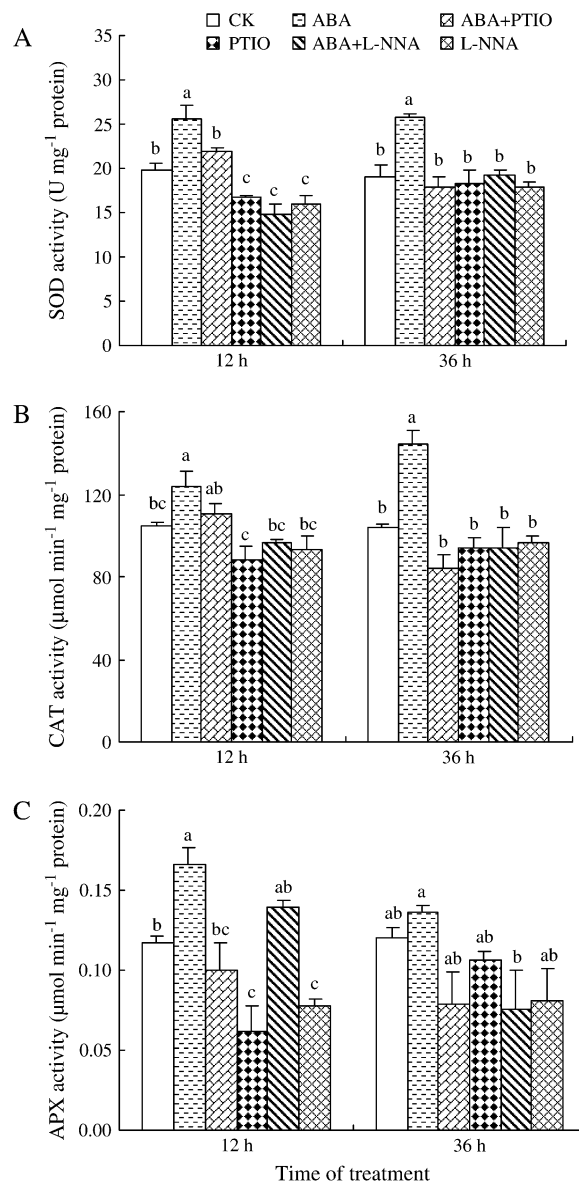 CK ABA ABA+PTIO
PTIO ABA+L-NNA L-NNA
A
SOD activity (U mg-1 protein)
35
30
25
20
15
10
5
0
b a b c c c
b a b b b b
12 h 36 h
B
CAT activity (μmol min-1 mg-1 protein)
160
120
80
40
0
bc a ab c bc bc
b a b b b b
12 h 36 h
C
APX activity (μmol min-1 mg-1 protein)
0.20
0.15
0.10
0.05
0.00
b a bc c ab c
ab a ab ab b ab
12 h 36 h
Time of treatment